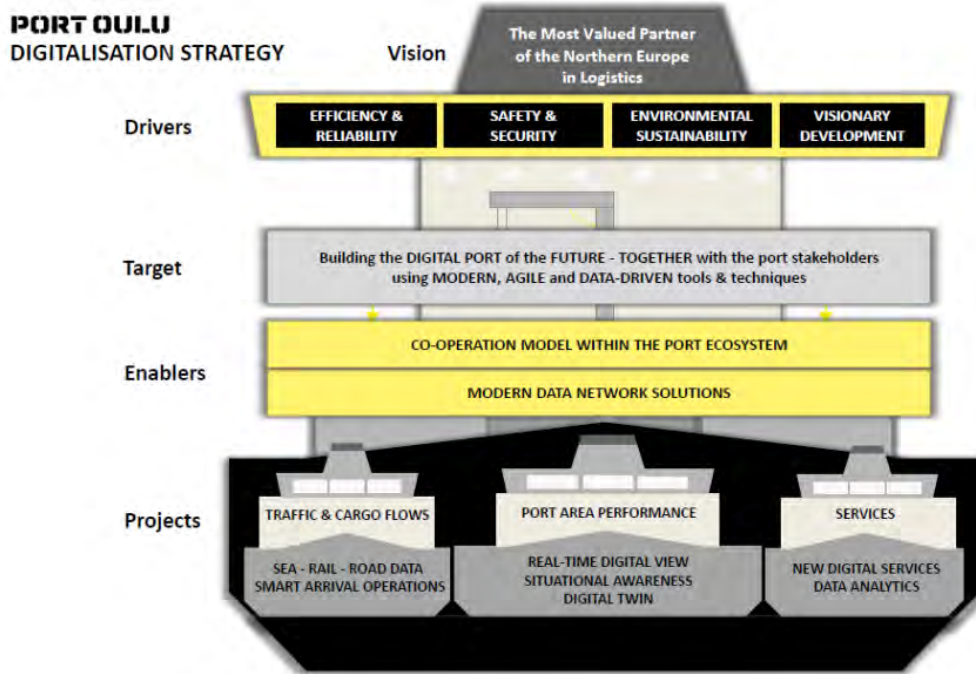 PORT OULU
DIGITALISATION STRATEGY
Vision
The Most Valued Partner
of the Northern Europe
in Logistics
Drivers
EFFICIENCY &
RELIABILITY
SAFETY &
SECURITY
ENVIRONMENTAL
SUSTAINABILITY
VISIONARY
DEVELOPMENT
Target
Building the DIGITAL PORT of the FUTURE - TOGETHER with the port stakeholders
using MODERN, AGILE and DATA-DRIVEN tools & techniques
Enablers
CO-OPERATION MODEL WITHIN THE PORT ECOSYSTEM
MODERN DATA NETWORK SOLUTIONS
Projects
TRAFFIC & CARGO FLOWS
SEA - RAIL - ROAD DATA
SMART ARRIVAL OPERATIONS
PORT AREA PERFORMANCE
REAL-TIME DIGITAL VIEW
SITUATIONAL AWARENESS
DIGITAL TWIN
SERVICES
NEW DIGITAL SERVICES
DATA ANALYTICS